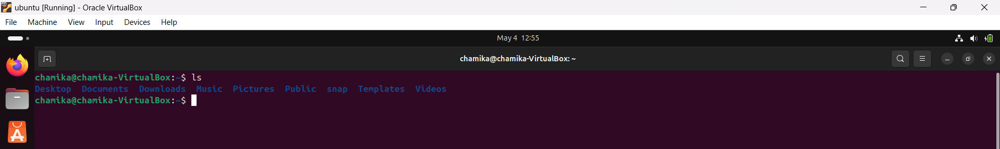 ubuntu [Running] - Oracle VirtualBox
File Machine View Input Devices Help
May 4 12:55
chamika@chamika-VirtualBox: ~
chamika@chamika-VirtualBox:~$ ls
Desktop Documents Downloads Music Pictures Public snap Templates Videos
chamika@chamika-VirtualBox:~$